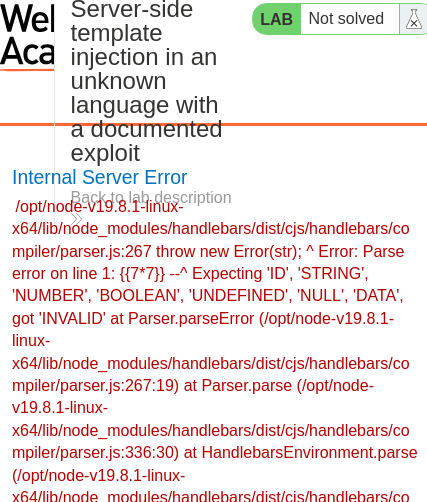 Wel
Aca
Server-side
template
injection in an
unknown
language with
a documented
exploit
LAB
Not solved
Internal Server Error
Back to lab description
/opt/node-v19.8.1-linux-
x64/lib/node_modules/handlebars/dist/cjs/handlebars/co
mpiler/parser.js:267 throw new Error(str); ^ Error: Parse
error on line 1: {{7*7}} --^ Expecting 'ID', 'STRING',
'NUMBER', 'BOOLEAN', 'UNDEFINED', 'NULL', 'DATA',
got 'INVALID' at Parser.parseError (/opt/node-v19.8.1-
linux-
x64/lib/node_modules/handlebars/dist/cjs/handlebars/co
mpiler/parser.js:267:19) at Parser.parse (/opt/node-
v19.8.1-linux-
x64/lib/node_modules/handlebars/dist/cjs/handlebars/co
mpiler/parser.js:336:30) at HandlebarsEnvironment.parse
(/opt/node-v19.8.1-linux-
x64/lib/node_modules/handlebars/dist/cjs/handlebars/co